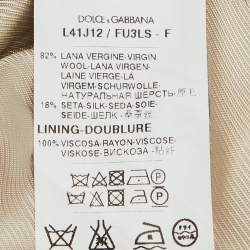 DOLCE & GABBANA
L41J12 / FU3LS - F
82% LANA VERGINE-VIRGIN
WOOL-LANA VIRGEN-
LAINE VIERGE-LÃ
VIRGEM-SCHURWOLLE-
НАТУРАЛЬНАЯ ШЕРСТЬ-
18% SETA-SILK-SEDA-SOIE-
SEIDE-ШЕЛК-
LINING-DOUBLURE
100% VISCOSA-RAYON-VISCOSE-
VISKOSE-ВИСКОЗА-